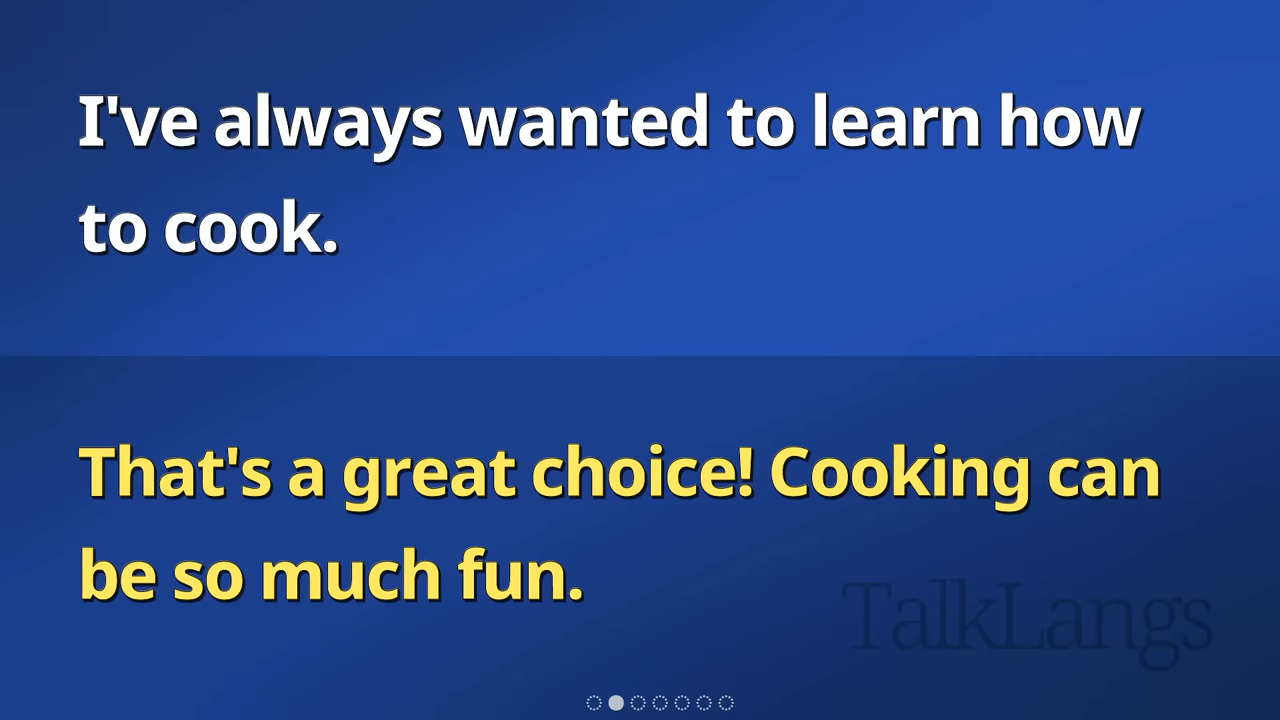 I've always wanted to learn how
to cook.
That's a great choice! Cooking can
be so much fun.
TalkLangs